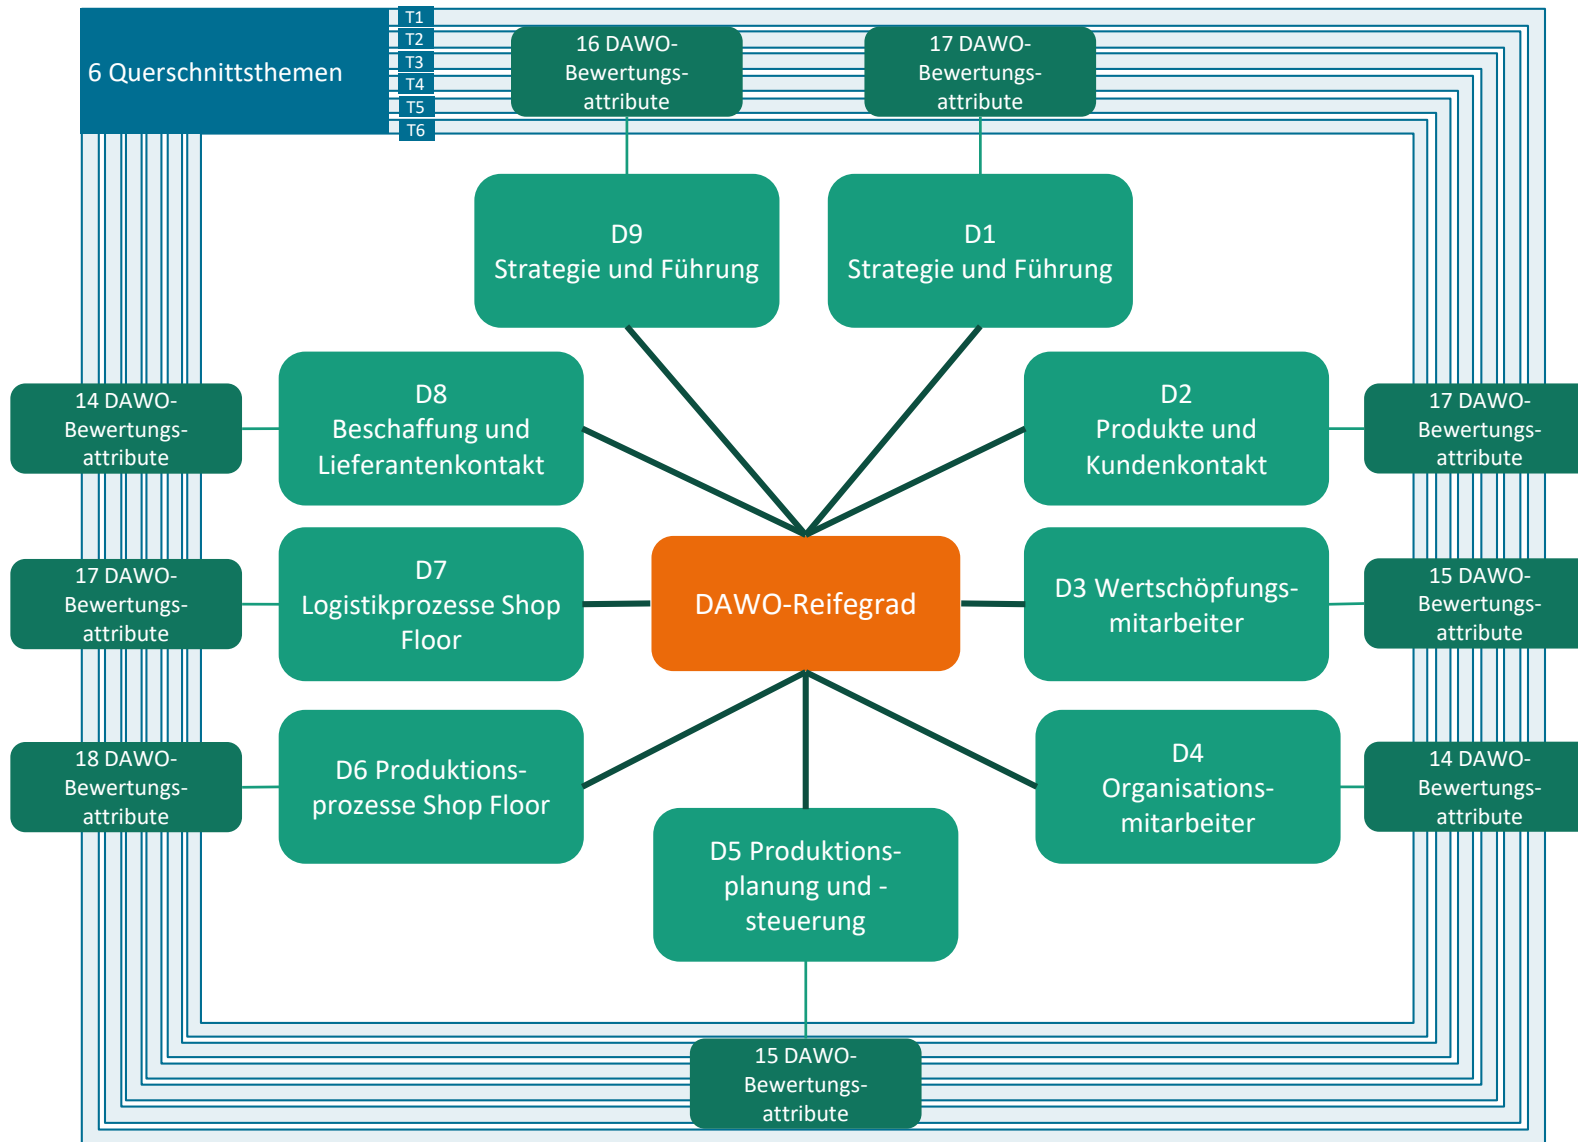 6 Querschnittsthemen
T1
T2
T3
T4
T5
T6
16 DAWO-
Bewertungs-
attribute
17 DAWO-
Bewertungs-
attribute
D9
Strategie und Führung
D1
Strategie und Führung
14 DAWO-
Bewertungs-
attribute
D8
Beschaffung und
Lieferantenkontakt
D2
Produkte und
Kundenkontakt
17 DAWO-
Bewertungs-
attribute
17 DAWO-
Bewertungs-
attribute
D7
Logistikprozesse Shop
Floor
DAWO-Reifegrad
D3 Wertschöpfungs-
mitarbeiter
15 DAWO-
Bewertungs-
attribute
18 DAWO-
Bewertungs-
attribute
D6 Produktions-
prozesse Shop Floor
D4
Organisations-
mitarbeiter
14 DAWO-
Bewertungs-
attribute
D5 Produktions-
planung und -
steuerung
15 DAWO-
Bewertungs-
attribute